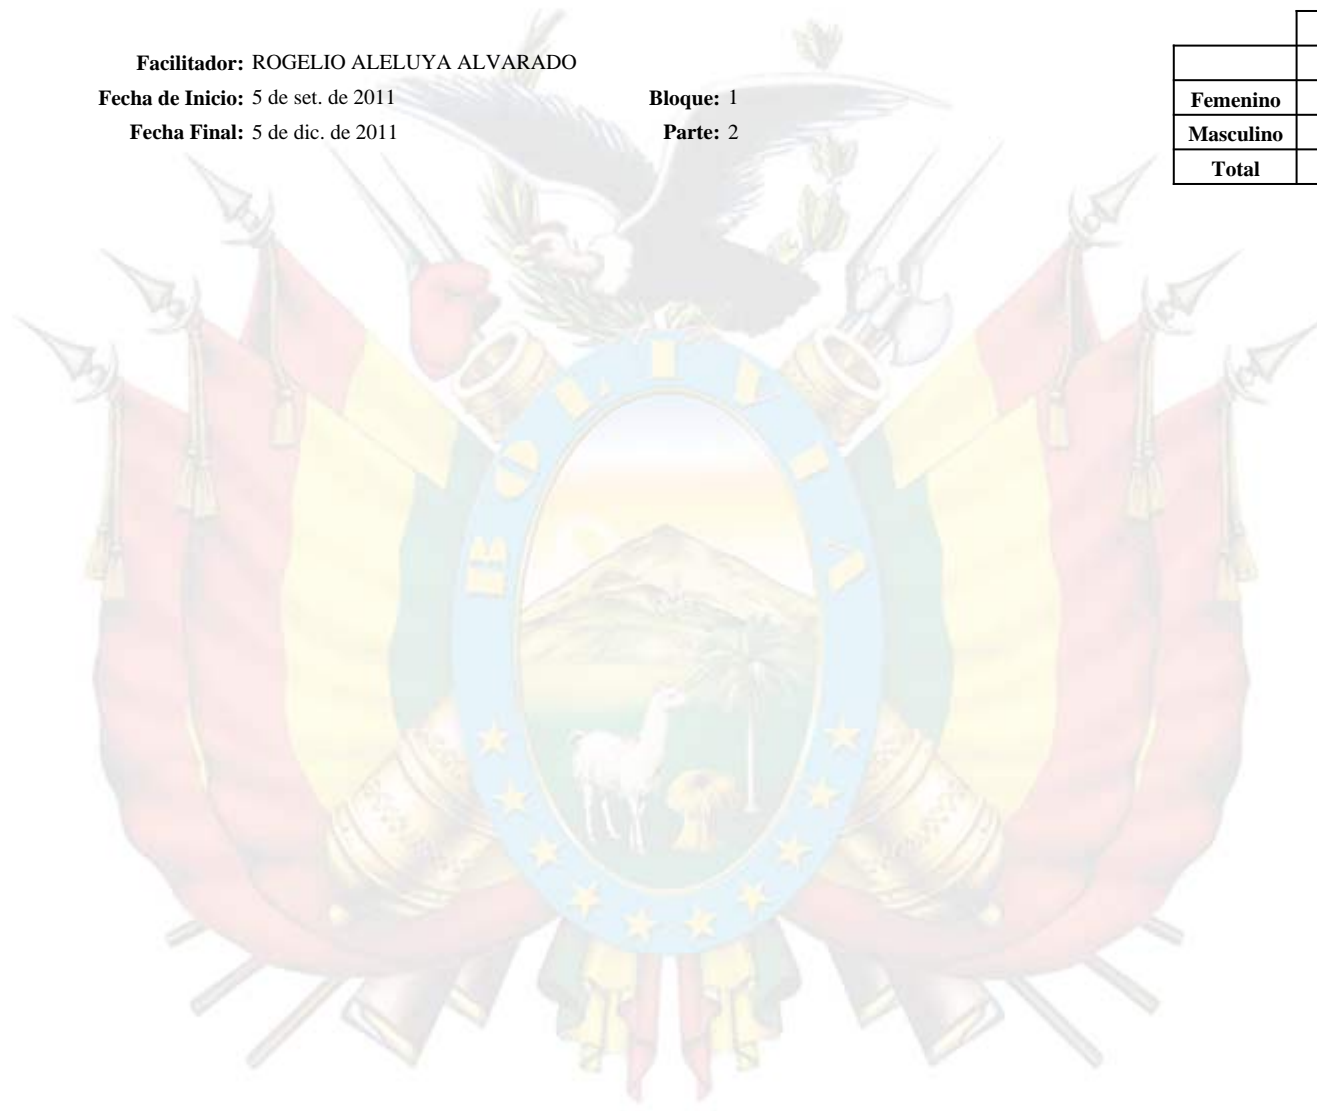 Facilitador: ROGELIO ALELUYA ALVARADO
Fecha de Inicio: 5 de set. de 2011 Bloque: 1
Fecha Final: 5 de dic. de 2011 Parte: 2
Femenino
Masculino
Total
BOLIVIA